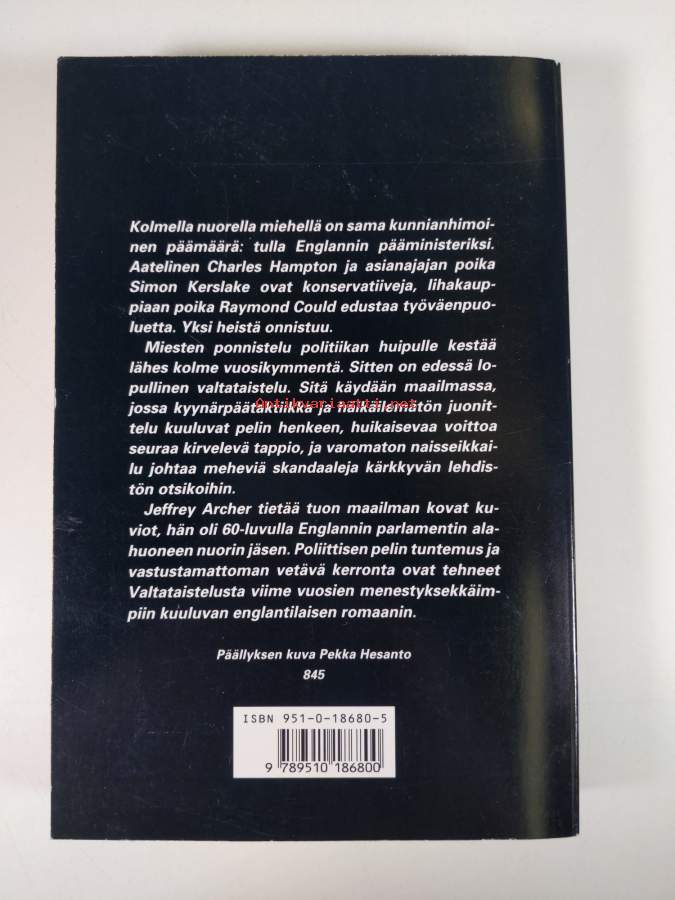 Kolmella nuorella miehellä on sama kunnianhimoi-
nen päämäärä: tulla Englannin pääministeriksi.
Aatelinen Charles Hampton ja asianajajan poika
Simon Kerslake ovat konservatiiveja, lihakaup-
piaan poika Raymond Could edustaa työväenpuo-
luetta. Yksi heistä onnistuu.
Miesten ponnistelu politiikan huipulle kestää
lähes kolme vuosikymmentä. Sitten on edessä lo-
pullinen valtataistelu. Sitä käydään maailmassa,
jossa kyynärpäätaktiikka ja häikäilemätön juonit-
Antikvariaatti.net
telu kuuluvat pelin henkeen, huikaisevaa voittoa
seuraa kirvelevä tappio, ja varomaton naisseikkai-
lu johtaa meheviä skandaaleja kärkkyvän lehdis-
tön otsikoihin.
Jeffrey Archer tietää tuon maailman kovat ku-
viot, hän oli 60-luvulla Englannin parlamentin ala-
huoneen nuorin jäsen. Poliittisen pelin tuntemus ja
vastustamattoman vetävä kerronta ovat tehneet
Valtataistelusta viime vuosien menestyksekkäim-
piin kuuluvan englantilaisen romaanin.
Päällyksen kuva Pekka Hesanto
845
ISBN 951-0-18680-5
9 789510 186800